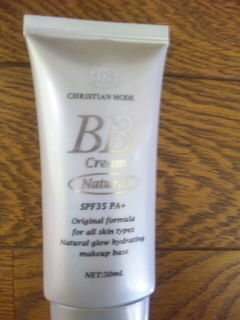 CHRISTIAN MODE
BB
Cream
Natural
SPF35 PA+
Original formula
for all skin types
Natural glow hydrating
makeup base
NET:50mL